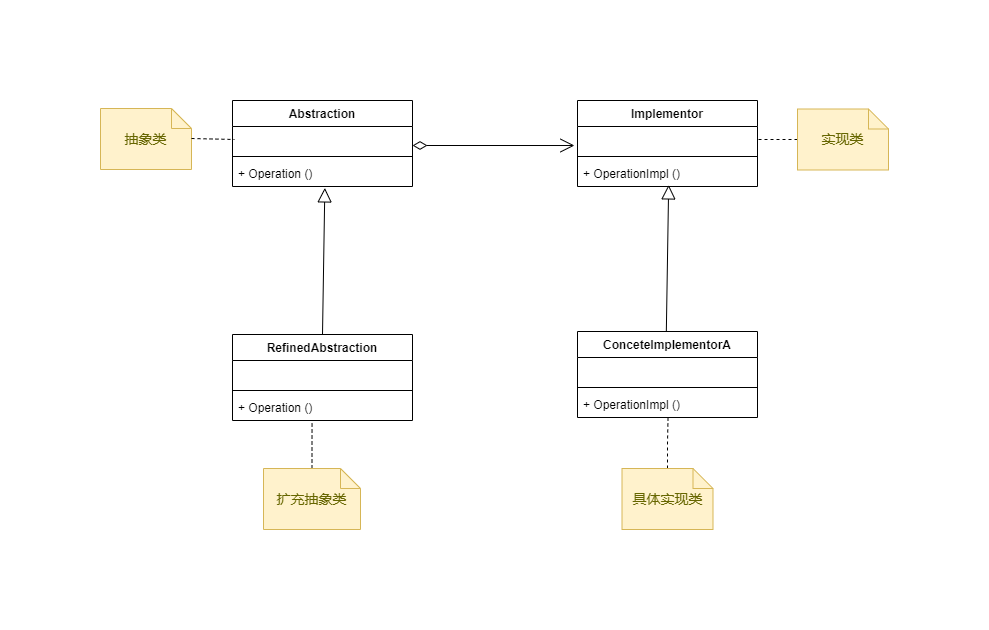 Abstraction
+ Operation ()
抽象类
Implementor
+ OperationImpl ()
实现类
RefinedAbstraction
+ Operation ()
扩充抽象类
ConceteImplementorA
+ OperationImpl ()
具体实现类